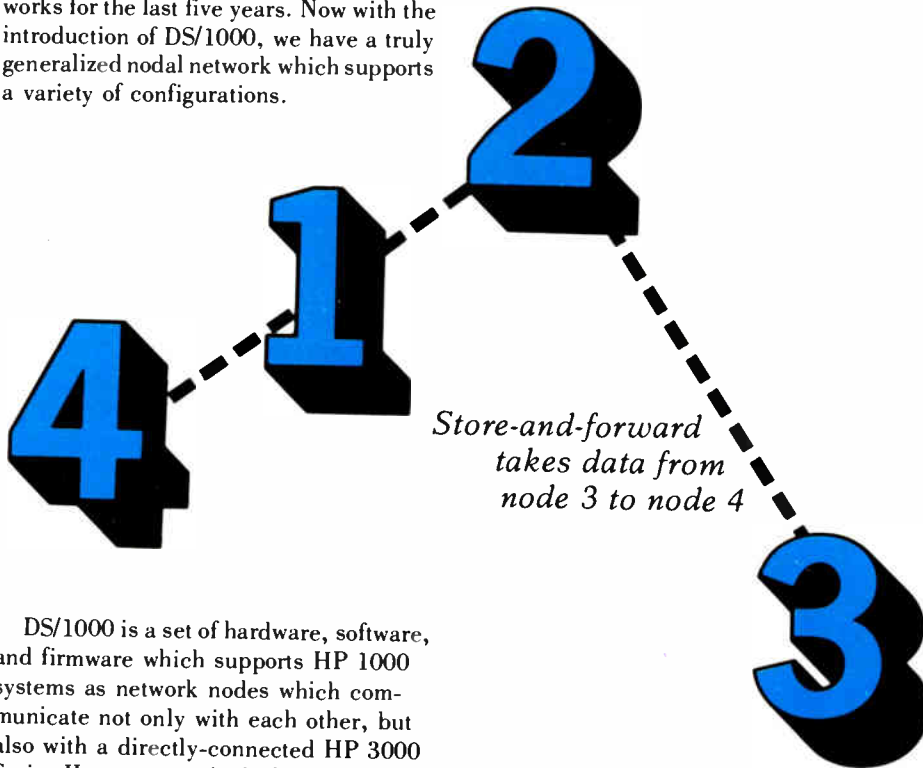 works for the last five years. Now with the
introduction of DS/1000, we have a truly
generalized nodal network which supports
a variety of configurations.
2
1
4
Store-and-forward
takes data from
node 3 to node 4
3
DS/1000 is a set of hardware, software,
and firmware which supports HP 1000
systems as network nodes which com-
municate not only with each other, but
also with a directly-connected HP 3000